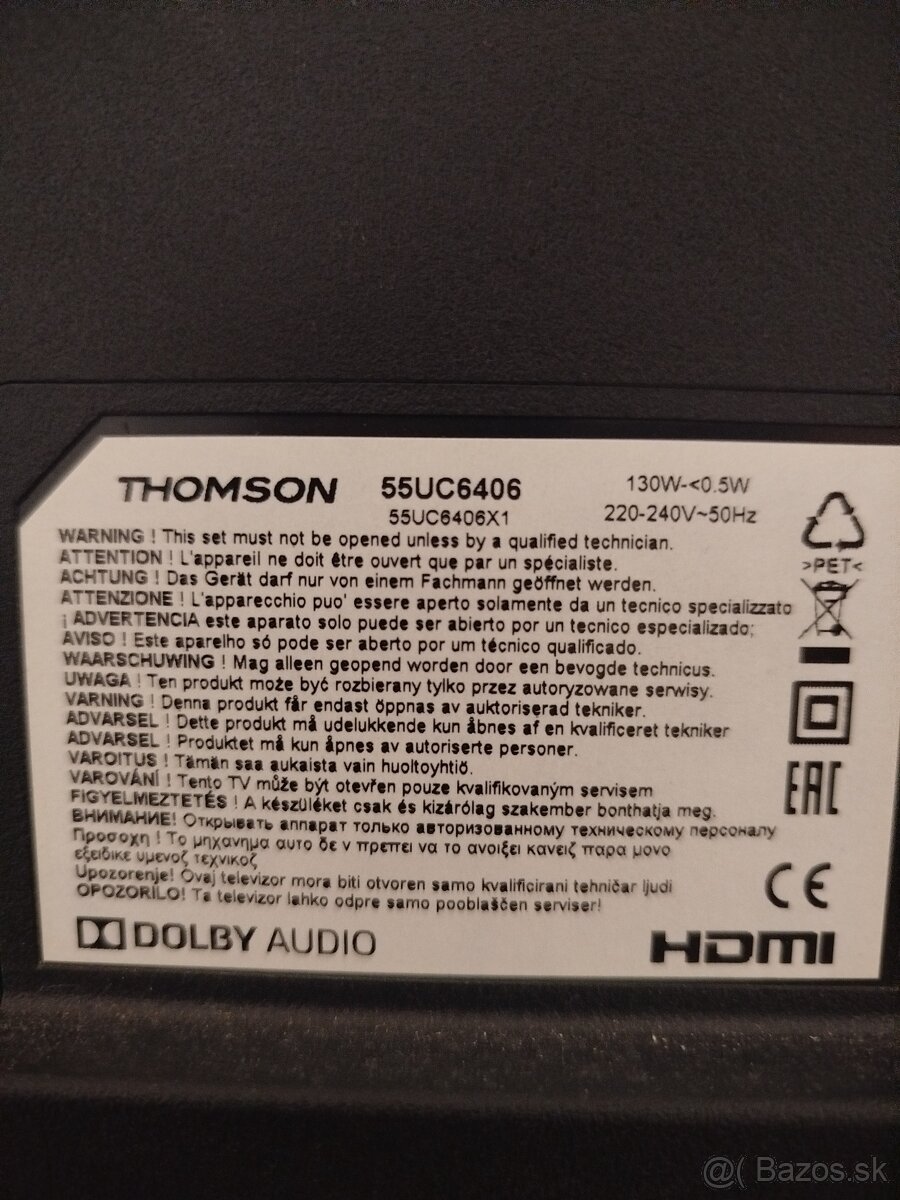 THOMSON 55UC6406 130W-<0.5W
55UC6406X1 220-240V~50Hz
WARNING ! This set must not be opened unless by a qualified technician.
ATTENTION ! L'appareil ne doit être ouvert que par un spécialiste.
ACHTUNG ! Das Gerät darf nur von einem Fachmann geöffnet werden.
ATTENZIONE ! L'apparecchio puo' essere aperto solamente da un tecnico specializzato
¡ ADVERTENCIA este aparato solo puede ser abierto por un tecnico especializado;
AVISO ! Este aparelho só pode ser aberto por um técnico qualificado.
WAARSCHUWING ! Mag alleen geopend worden door een bevogde technicus.
UWAGA ! Ten produkt może być rozbierany tylko przez autoryzowane serwisy.
VARNING ! Denna produkt får endast öppnas av auktoriserad tekniker.
ADVARSEL ! Dette produkt må udelukkende kun åbnes af en kvalificeret tekniker
ADVARSEL ! Produktet må kun åpnes av autoriserte personer.
VAROITUS ! Tämän saa aukaista vain huoltoyhtiö.
VAROVÁNÍ ! Tento TV může být otevřen pouze kvalifikovaným servisem
FIGYELMEZTETÉS ! A készüléket csak és kizárólag szakember bonthatja meg.
ВНИМАНИЕ! Открывать аппарат только авторизованному техническому персоналу
Προσοχη ! Το μηχανημα αυτο δε ν πρεπει να το ανοιξει κανειζ παρα μονο
εξειδικε υμενοζ τεχνικοζ
Upozorenje! Ovaj televizor mora biti otvoren samo kvalificirani tehničar ljudi
OPOZORILO! Ta televizor lahko odpre samo pooblaščen serviser!
>PET<
EAC
CE
DOLBY AUDIO HDMI
@( Bazos.sk